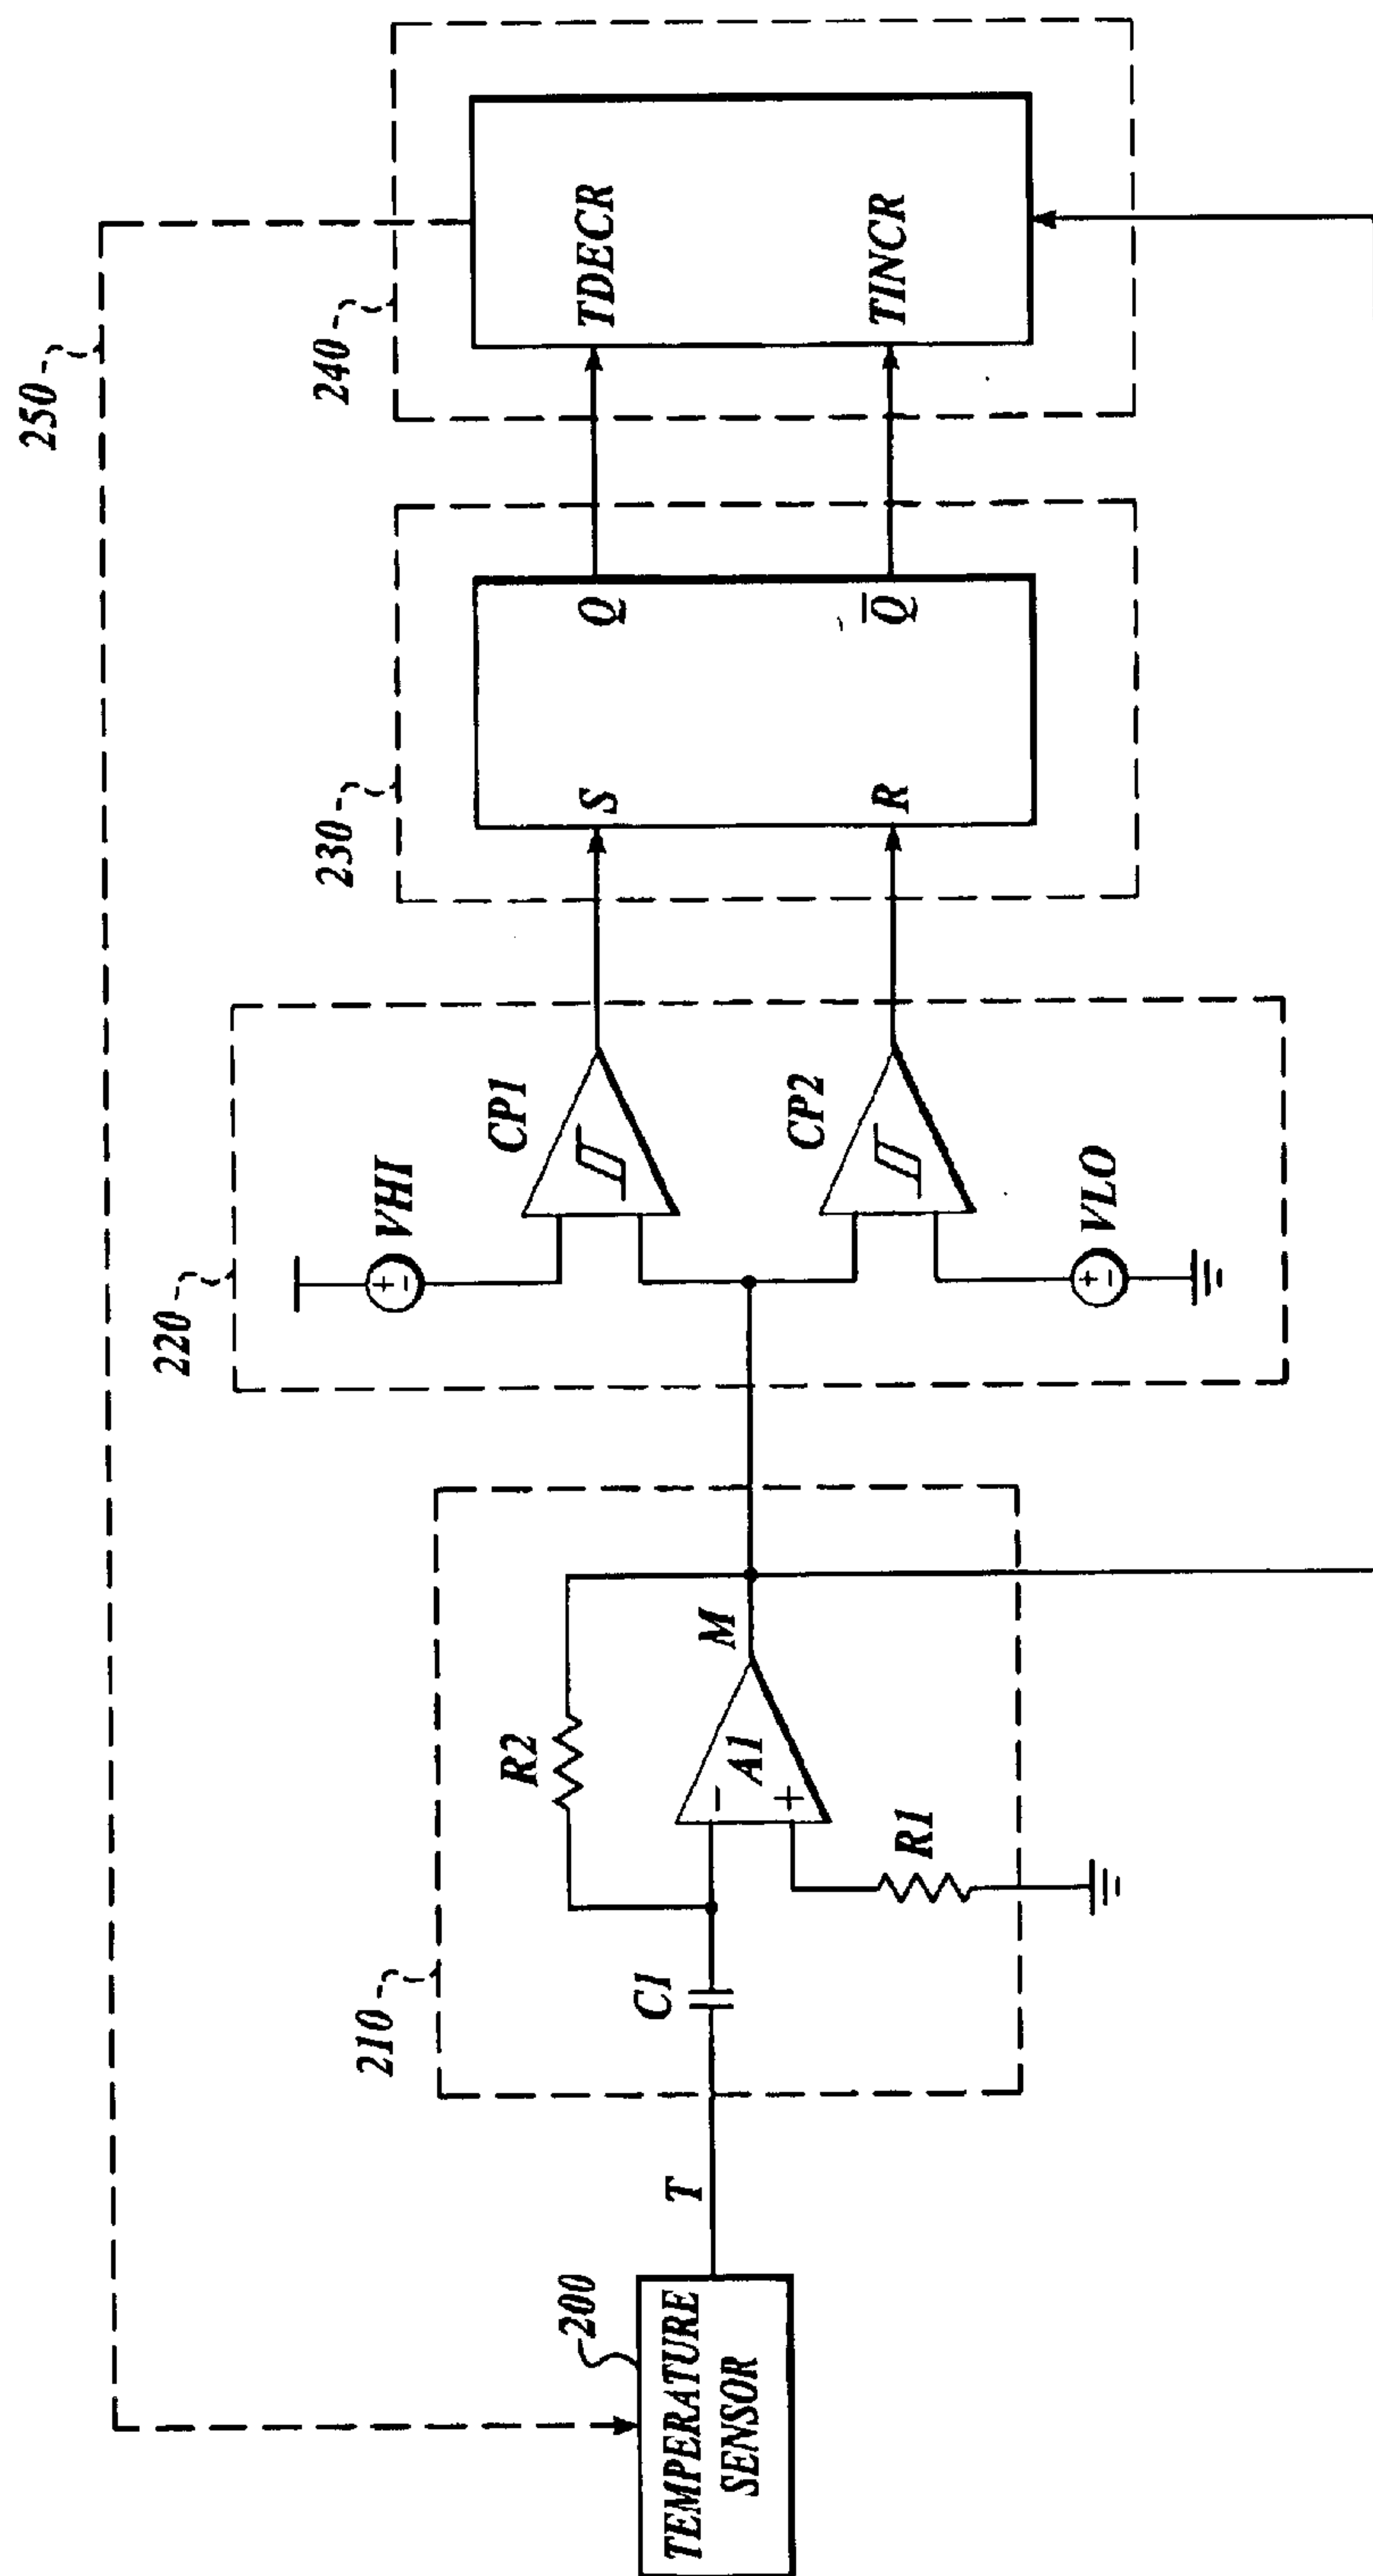 250
240
TDECR
TINCR
230
S
R
Q
Q̅
220
VHI
CP1
CP2
VLO
+
-
+
-
210
R2
M
A1
-
+
C1
R1
T
200
TEMPERATURE
SENSOR